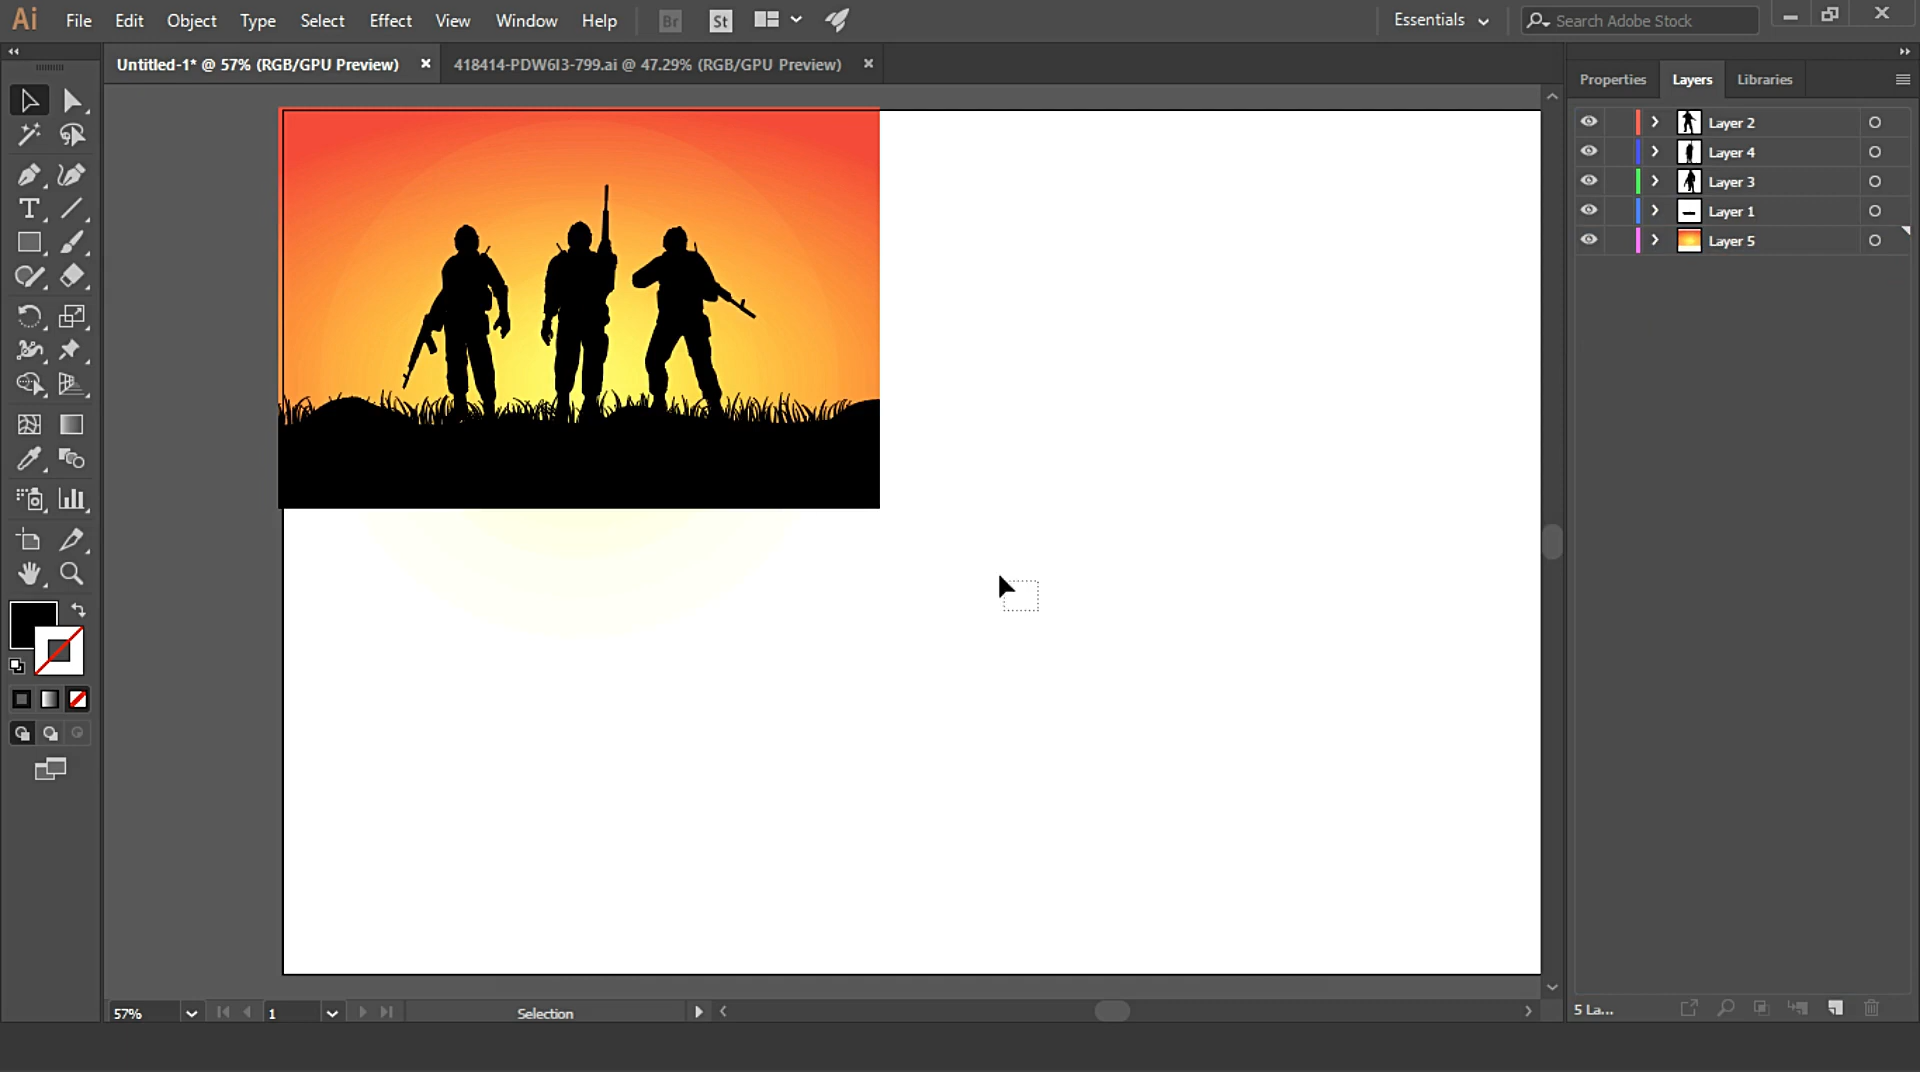 Ai File Edit Object Type Select Effect View Window Help Br St Essentials Search Adobe Stock
Untitled-1* @ 57% (RGB/GPU Preview) 418414-PDW6I3-799.ai @ 47.29% (RGB/GPU Preview)
Properties Layers Libraries
Layer 2
Layer 4
Layer 3
Layer 1
Layer 5
T
57% 1 Selection
5 La...